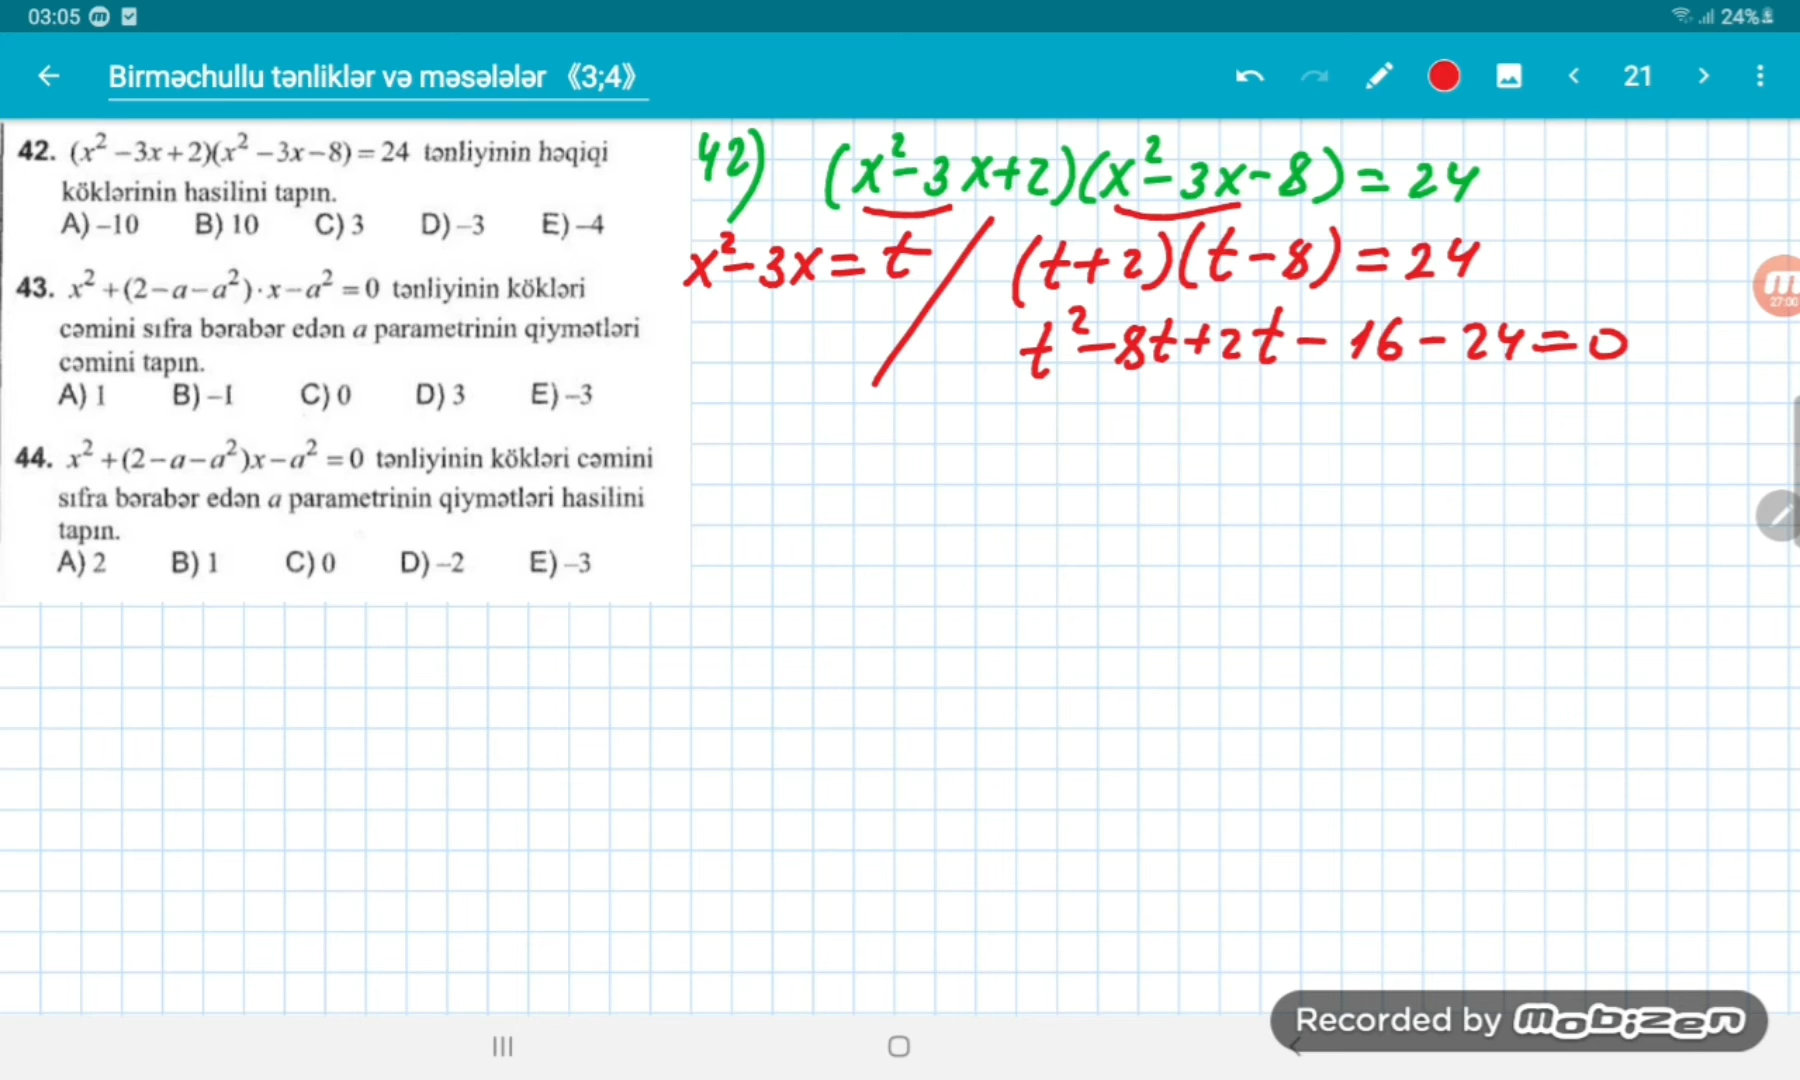 03:05
24%
Birməchullu tənliklər və məsələlər 《3;4》
21
42. (x² – 3x + 2)(x² – 3x – 8) = 24 tənliyinin həqiqi
köklərinin hasilini tapın.
A) –10 B) 10 C) 3 D) –3 E) –4
43. x² + (2 – a – a²) · x – a² = 0 tənliyinin kökləri
cəmini sıfra bərabər edən a parametrinin qiymətləri
cəmini tapın.
A) 1 B) –1 C) 0 D) 3 E) –3
44. x² + (2 – a – a²)x – a² = 0 tənliyinin kökləri cəmini
sıfra bərabər edən a parametrinin qiymətləri hasilini
tapın.
A) 2 B) 1 C) 0 D) –2 E) –3
42) (x²-3x+2)(x²-3x-8)=24
x²-3x=t / (t+2)(t-8)=24
t²-8t+2t-16-24=0
m
27:00
Recorded by mobizen